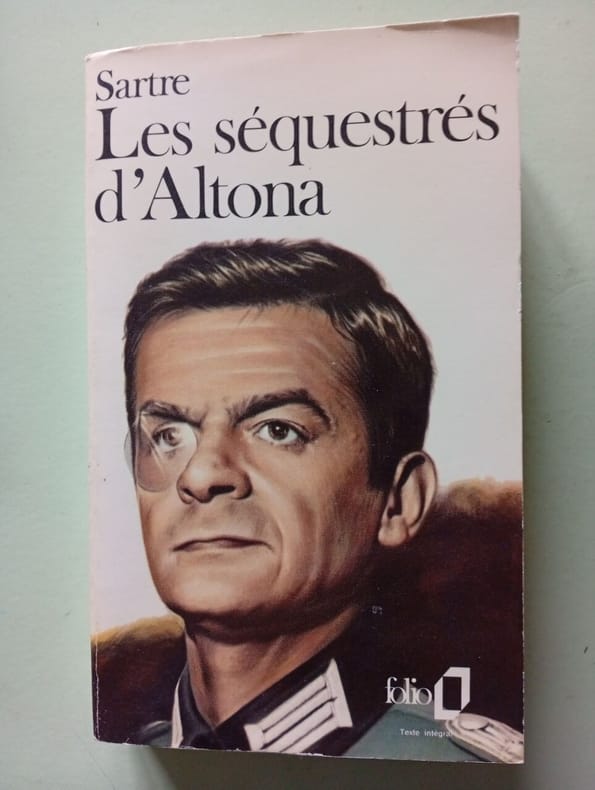 Sartre
Les séquestrés
d'Altona
folio
Texte intégral